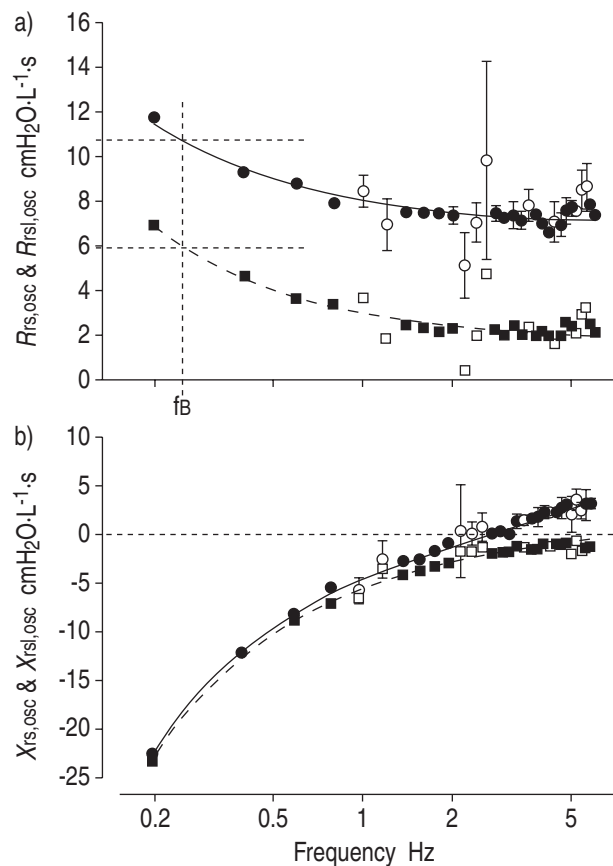 a)
Rrs,osc & Rrsl,osc cmH2O·L-1·s
16
14
12
10
8
6
4
2
0
fB
b)
Xrs,osc & Xrsl,osc cmH2O·L-1·s
10
5
0
-5
-10
-15
-20
-25
0.2 0.5 1 2 5
Frequency Hz